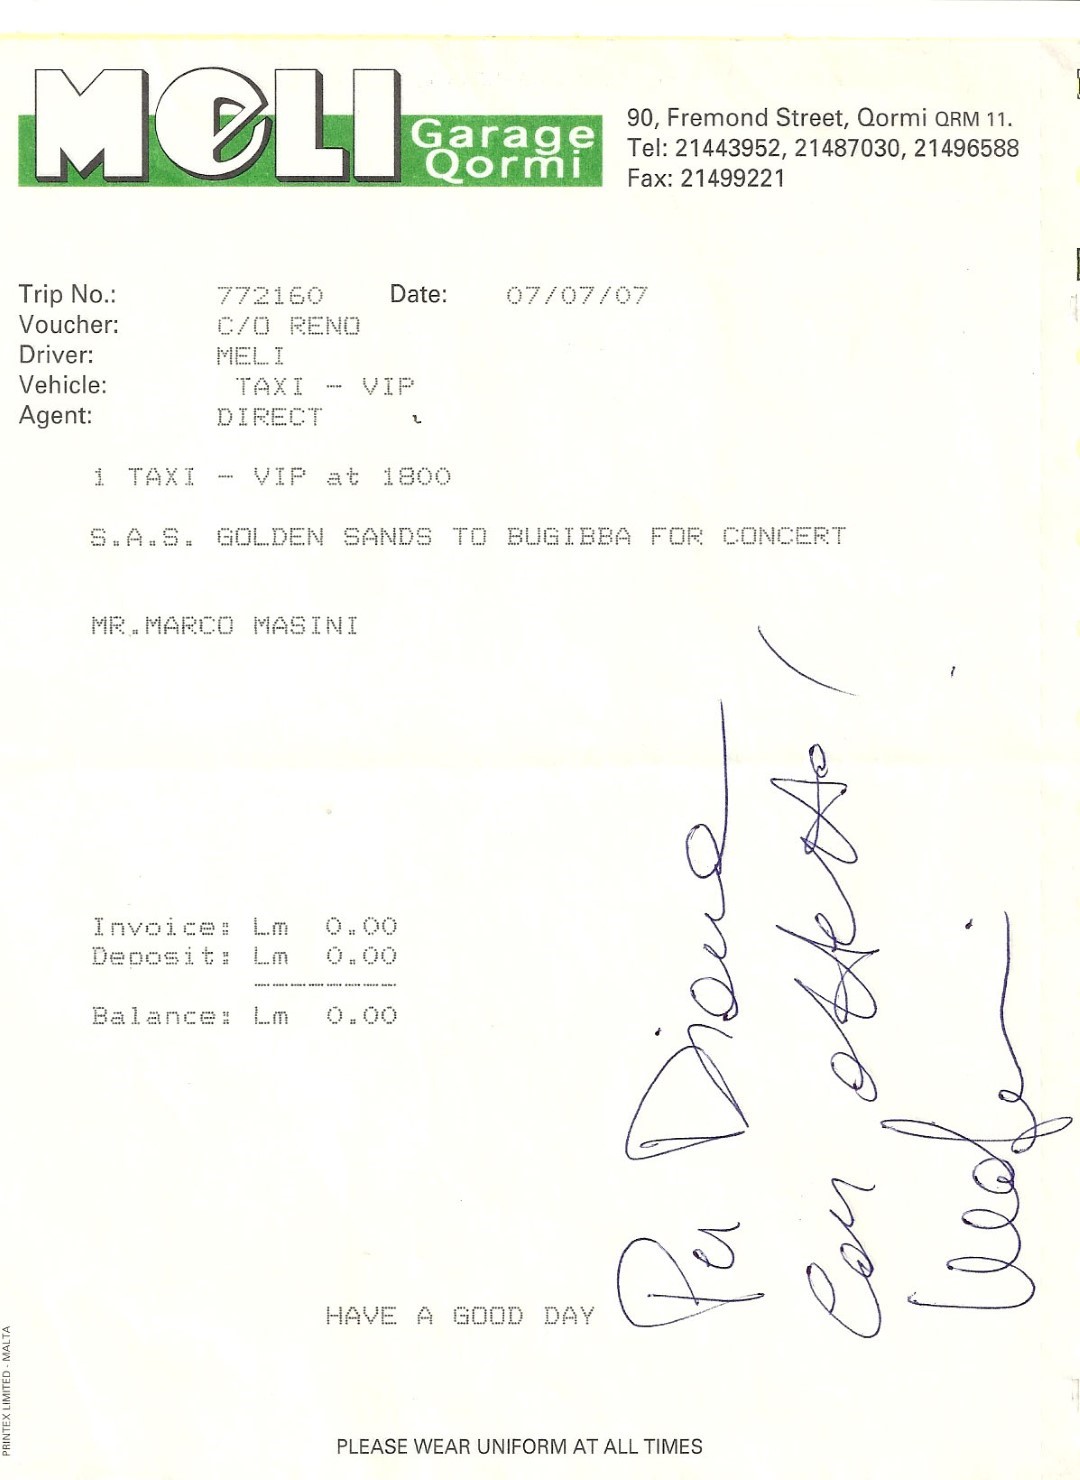 MeLI Garage Qormi
90, Fremond Street, Qormi QRM 11.
Tel: 21443952, 21487030, 21496588
Fax: 21499221
Trip No.: 772160 Date: 07/07/07
Voucher: C/O RENO
Driver: MELI
Vehicle: TAXI - VIP
Agent: DIRECT
1 TAXI - VIP at 1800
S.A.S. GOLDEN SANDS TO BUGIBBA FOR CONCERT
MR.MARCO MASINI
Invoice: Lm 0.00
Deposit: Lm 0.00
Balance: Lm 0.00
Per Diana
Con affetto!
HAVE A GOOD DAY
PRINTEX LIMITED - MALTA
PLEASE WEAR UNIFORM AT ALL TIMES